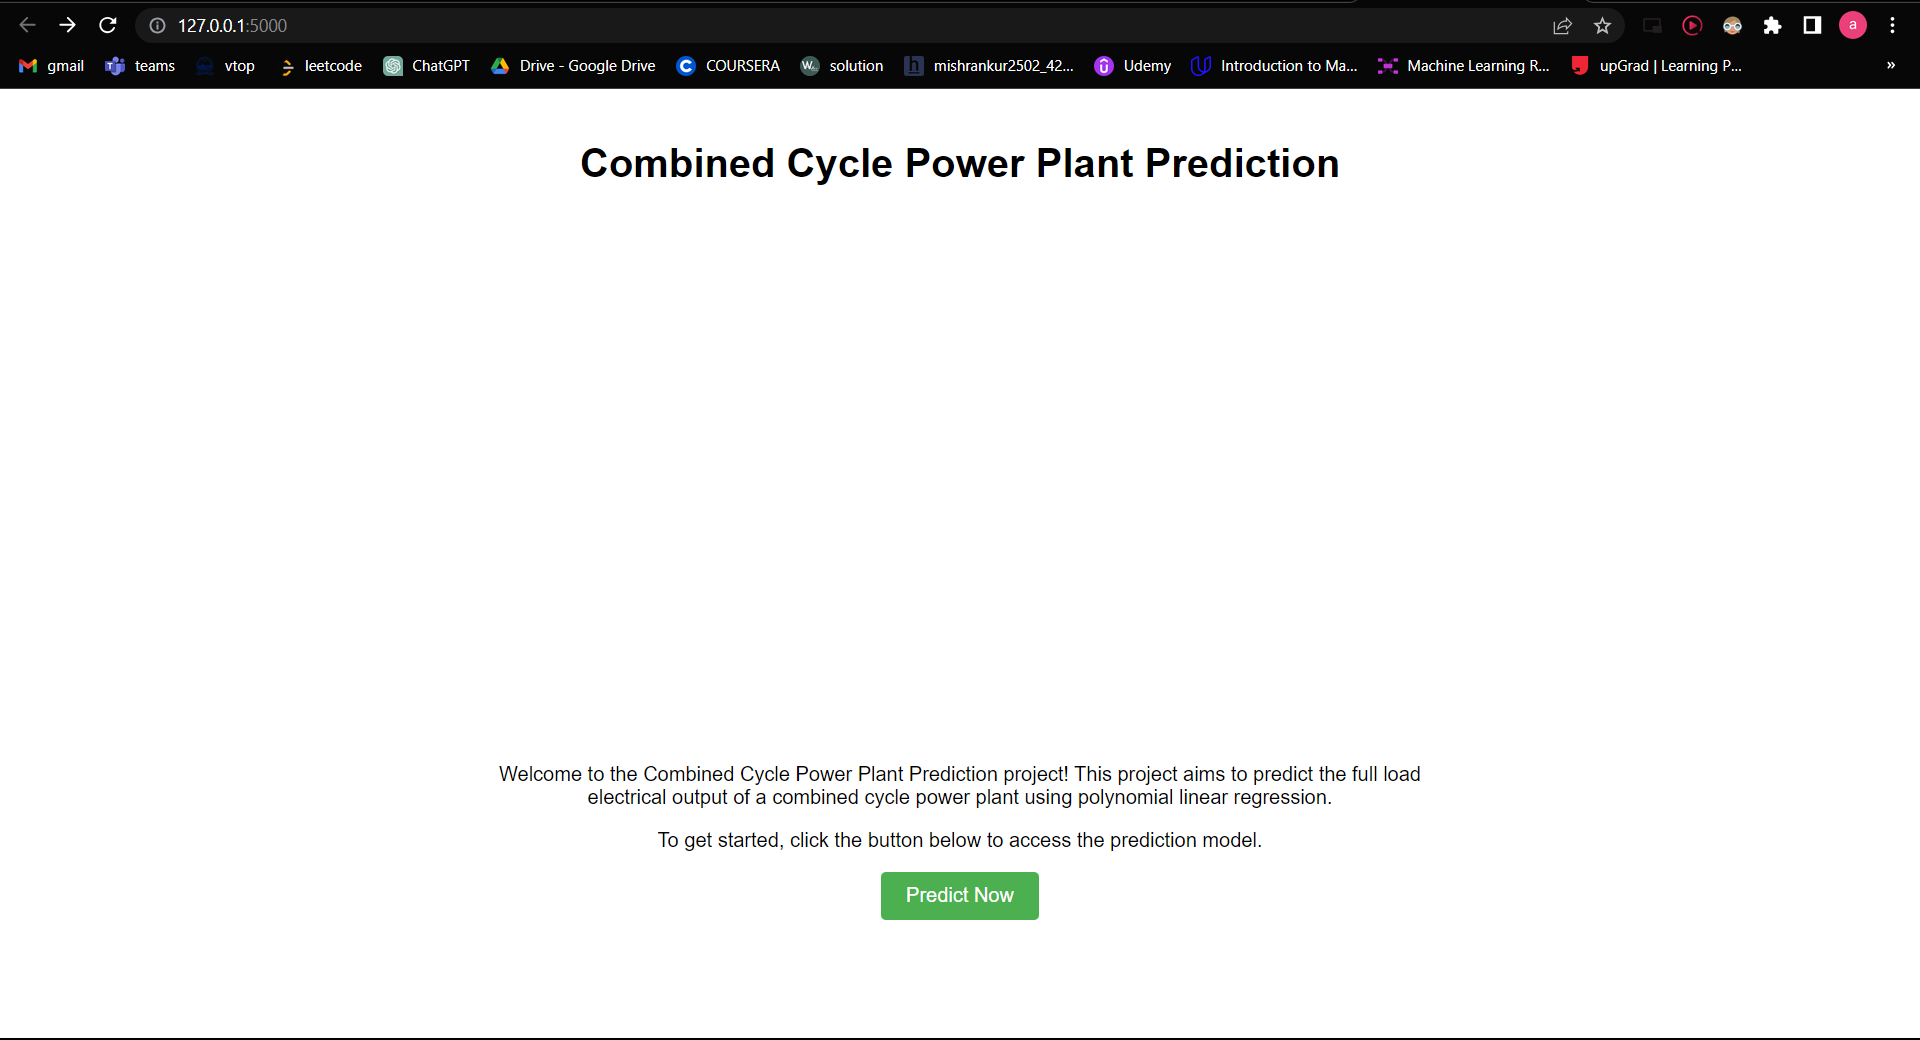 127.0.0.1:5000
a
gmail teams vtop leetcode ChatGPT Drive - Google Drive COURSERA solution mishrankur2502_42... Udemy Introduction to Ma... Machine Learning R... upGrad | Learning P... »
Combined Cycle Power Plant Prediction
Welcome to the Combined Cycle Power Plant Prediction project! This project aims to predict the full load
electrical output of a combined cycle power plant using polynomial linear regression.
To get started, click the button below to access the prediction model.
Predict Now